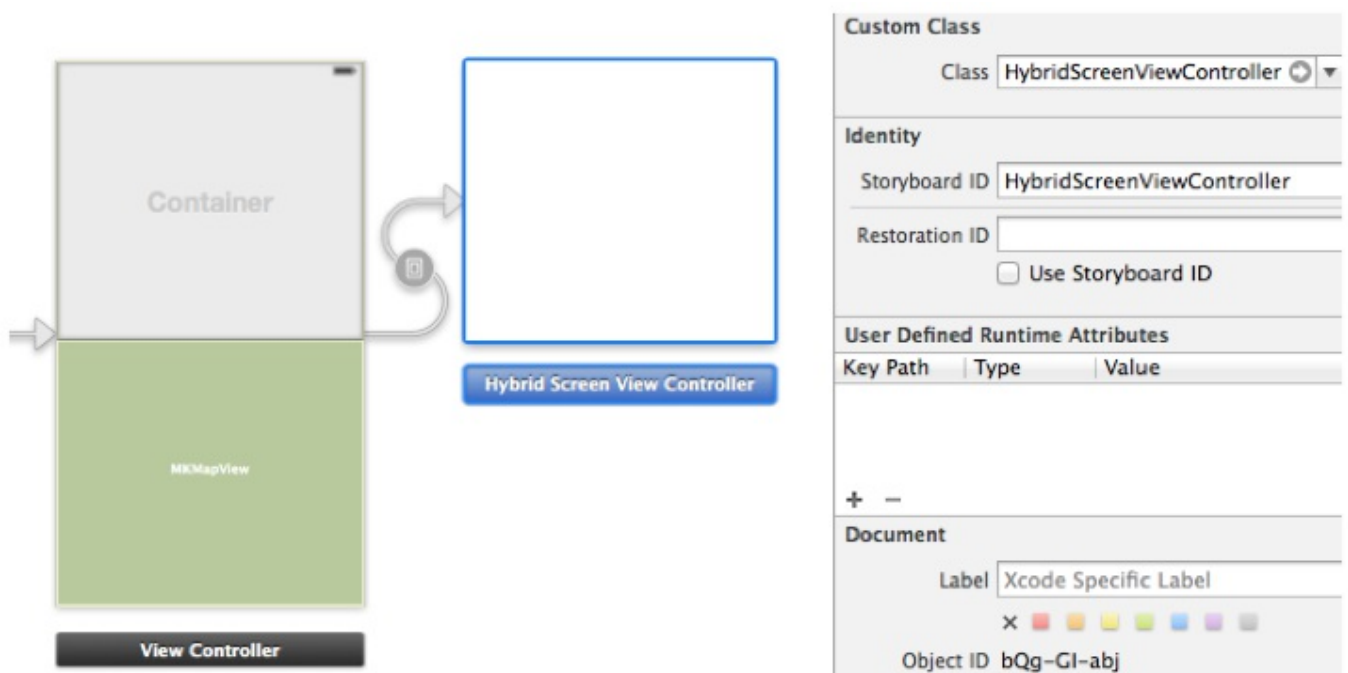 Container
MKMapView
View Controller
Hybrid Screen View Controller
Custom Class
Class HybridScreenViewController
Identity
Storyboard ID HybridScreenViewController
Restoration ID
Use Storyboard ID
User Defined Runtime Attributes
Key Path Type Value
+ −
Document
Label Xcode Specific Label
×
Object ID bQg-GI-abj